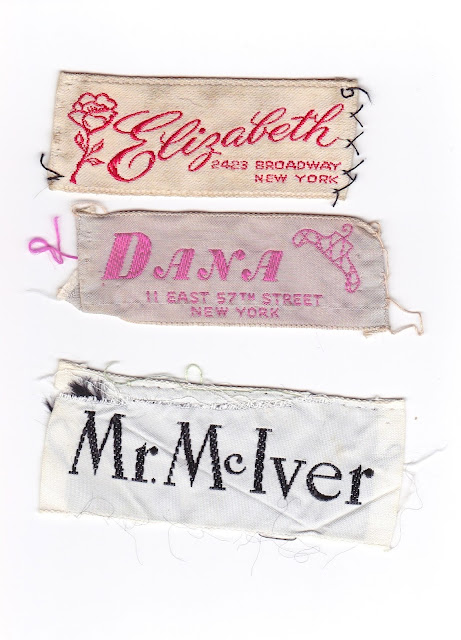 Elizabeth
2423 BROADWAY
NEW YORK
DANA
11 EAST 57TH STREET
NEW YORK
Mr. McIver